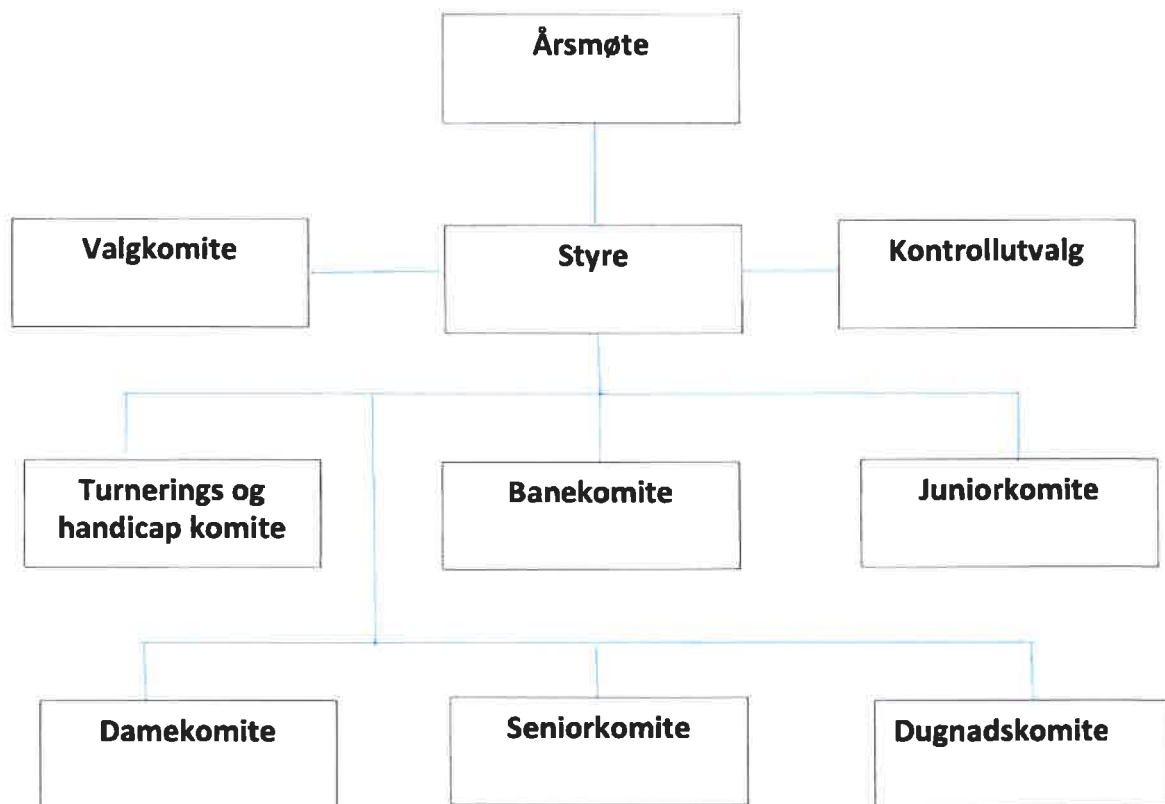 Årsmøte
Valgkomite
Styre
Kontrollutvalg
Turnerings og
handicap komite
Banekomite
Juniorkomite
Damekomite
Seniorkomite
Dugnadskomite